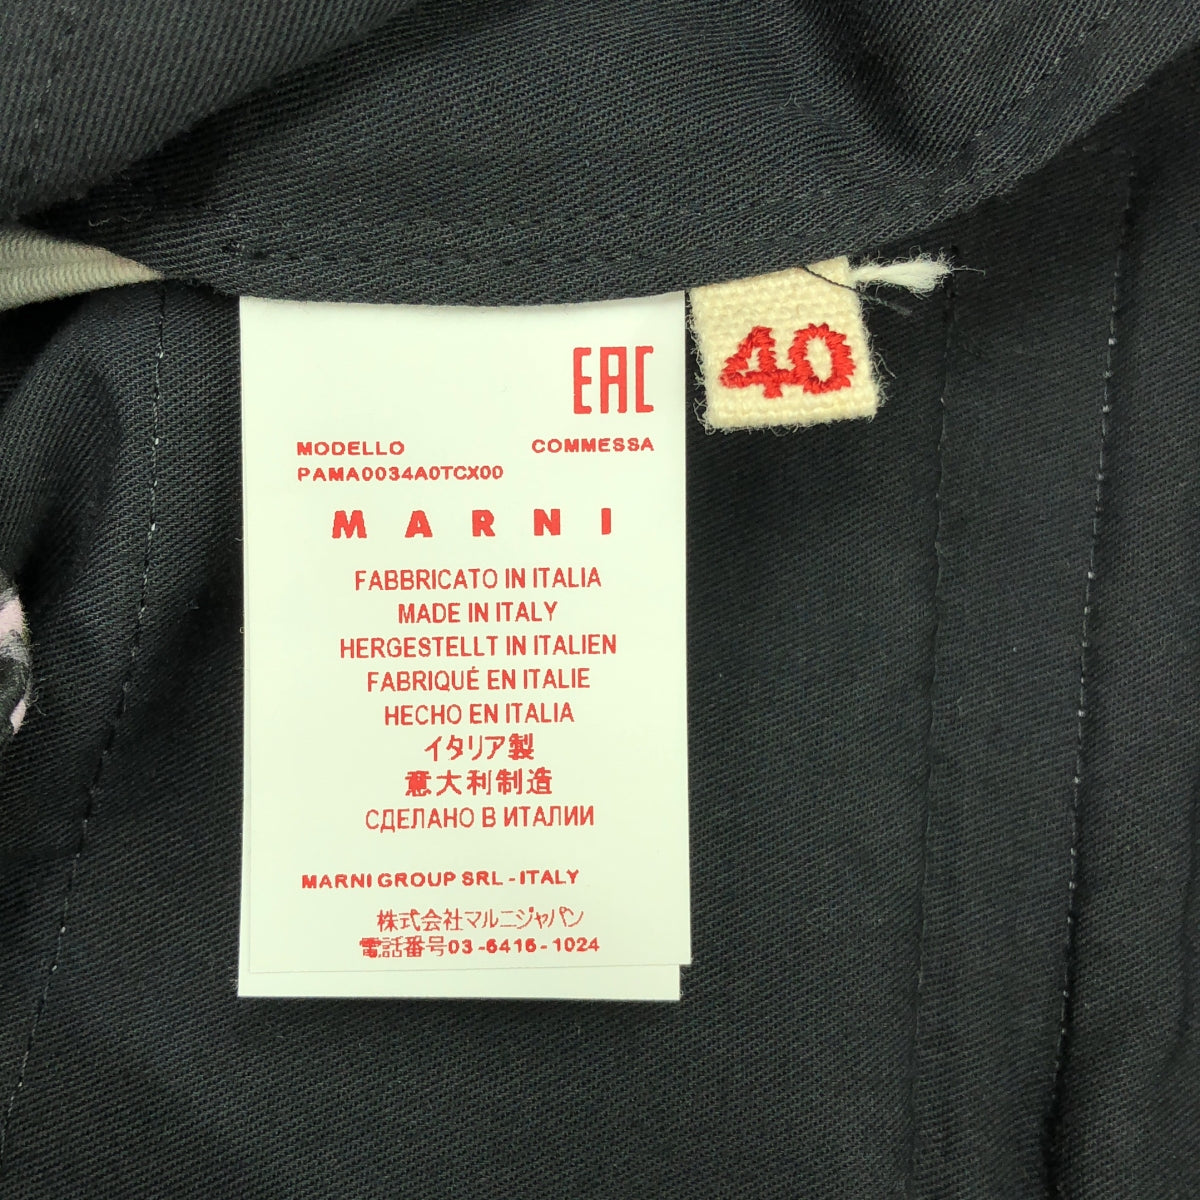 EAC
40
MODELLO COMMESSA
PAMA0034A0TCX00
MARNI
FABBRICATO IN ITALIA
MADE IN ITALY
HERGESTELLT IN ITALIEN
FABRIQUÉ EN ITALIE
HECHO EN ITALIA
イタリア製
意大利制造
СДЕЛАНО В ИТАЛИИ
MARNI GROUP SRL - ITALY
株式会社マルニジャパン
電話番号03-6416-1024